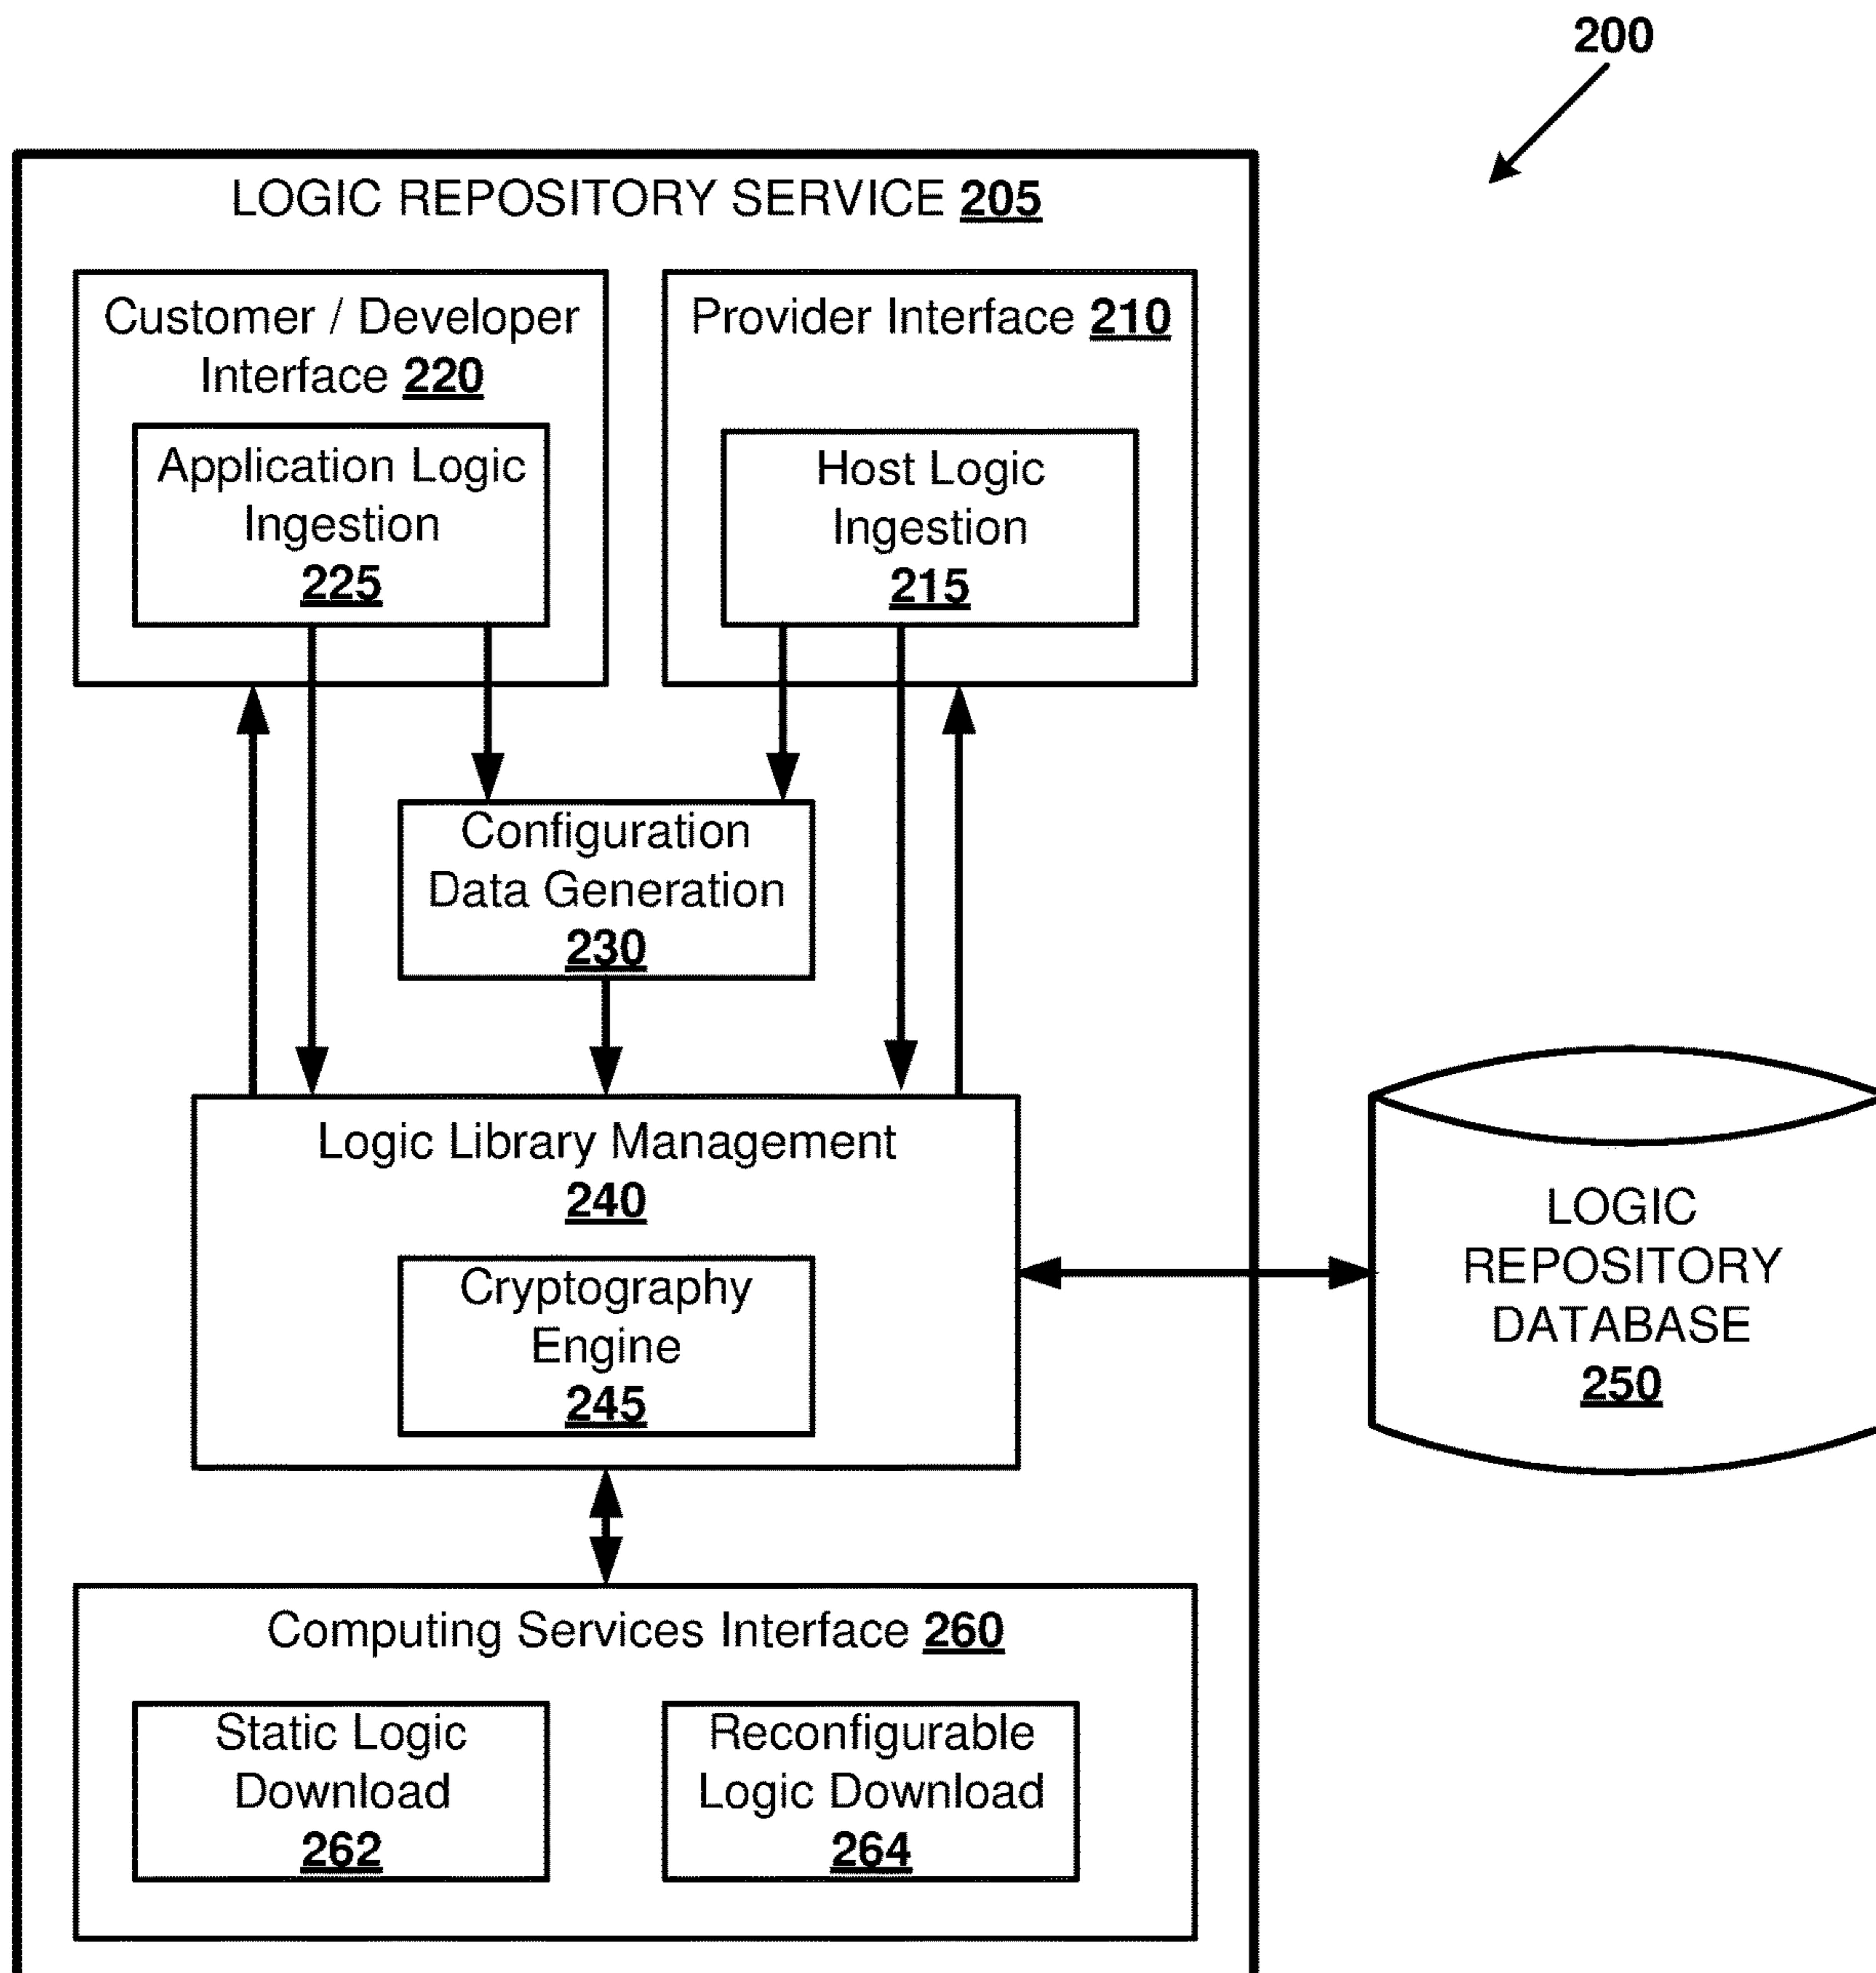 200
LOGIC REPOSITORY SERVICE 205
Customer / Developer
Interface 220
Application Logic
Ingestion
225
Provider Interface 210
Host Logic
Ingestion
215
Configuration
Data Generation
230
Logic Library Management
240
Cryptography
Engine
245
LOGIC
REPOSITORY
DATABASE
250
Computing Services Interface 260
Static Logic
Download
262
Reconfigurable
Logic Download
264